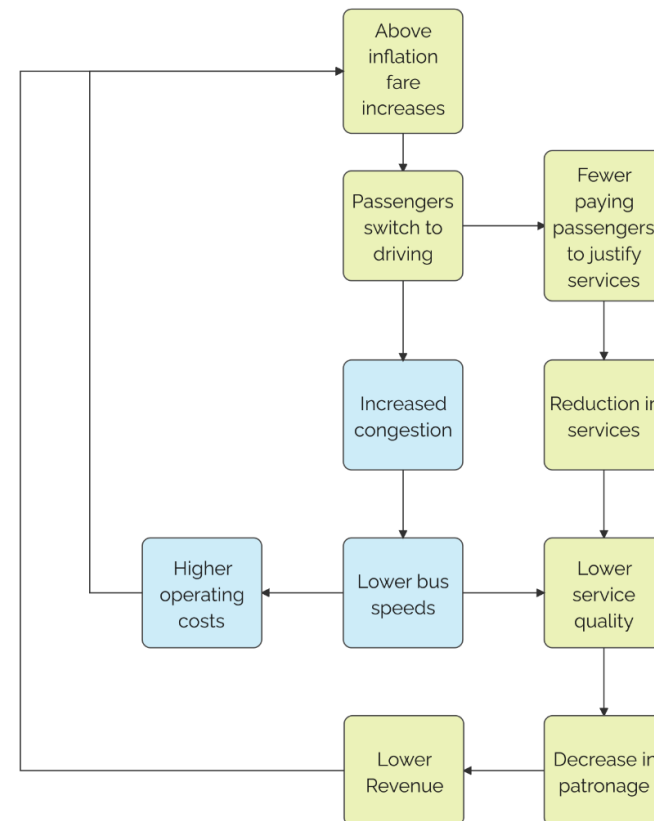 Above
inflation
fare
increases
Passengers
switch to
driving
Fewer
paying
passengers
to justify
services
Increased
congestion
Reduction in
services
Higher
operating
costs
Lower bus
speeds
Lower
service
quality
Lower
Revenue
Decrease in
patronage